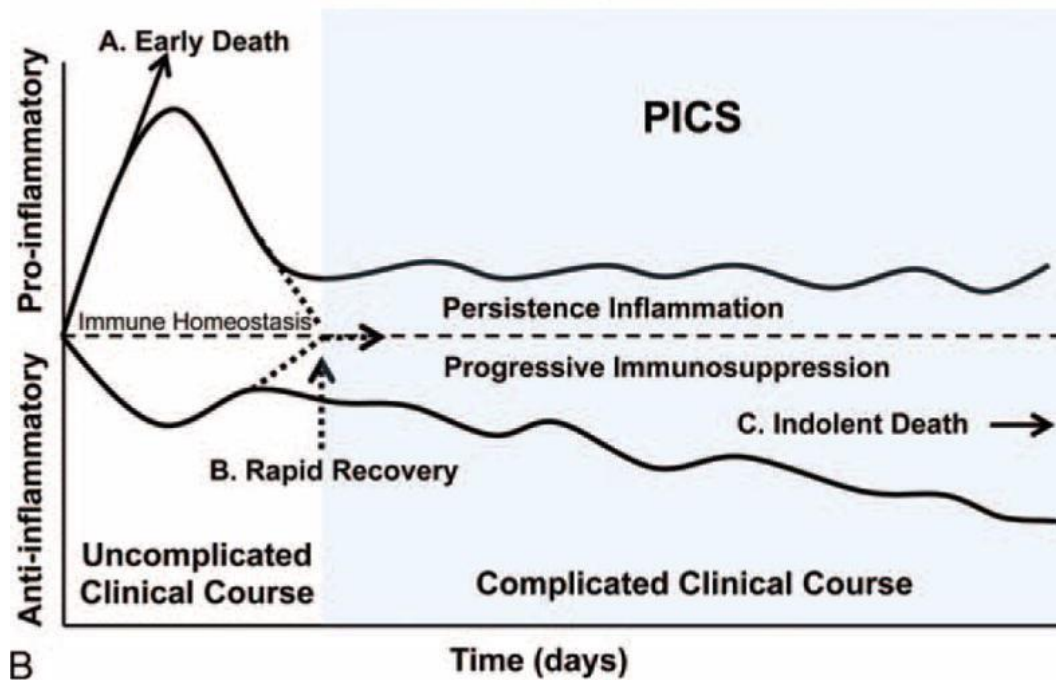 A. Early Death
PICS
Pro-inflammatory
Immune Homeostasis
Persistence Inflammation
Progressive Immunosuppression
Anti-inflammatory
C. Indolent Death
B. Rapid Recovery
Uncomplicated
Clinical Course
Complicated Clinical Course
B
Time (days)